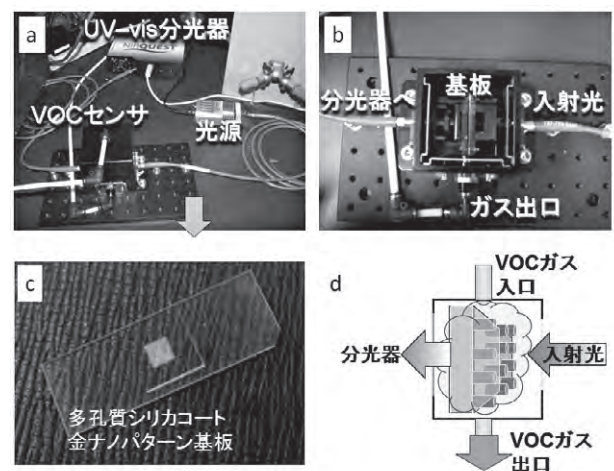 a
UV-vis分光器
NIRQUEST
VOCセンサ
光源
b
基板
分光器へ
入射光
ガス出口
c
多孔質シリカコート
金ナノパターン基板
d
VOCガス
入口
分光器
入射光
VOCガス
出口